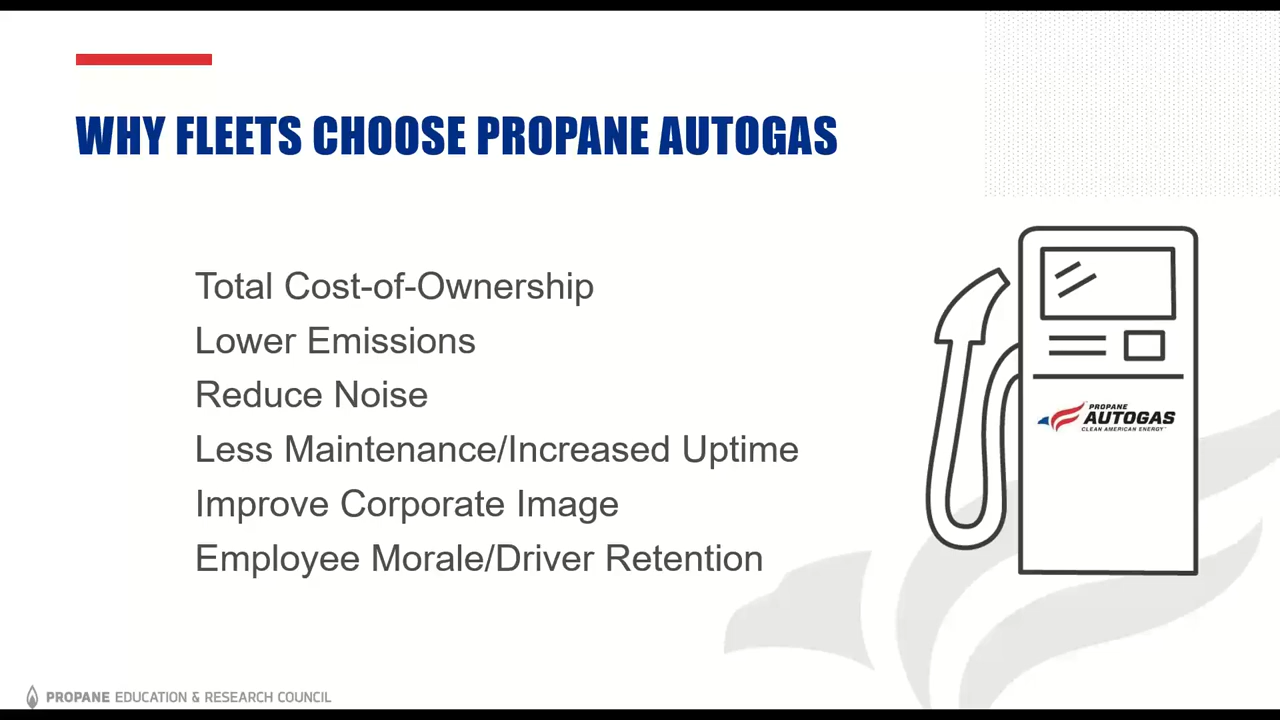 WHY FLEETS CHOOSE PROPANE AUTOGAS
Total Cost-of-Ownership
Lower Emissions
Reduce Noise
Less Maintenance/Increased Uptime
Improve Corporate Image
Employee Morale/Driver Retention
PROPANE
AUTOGAS
CLEAN AMERICAN ENERGY™
PROPANE EDUCATION & RESEARCH COUNCIL